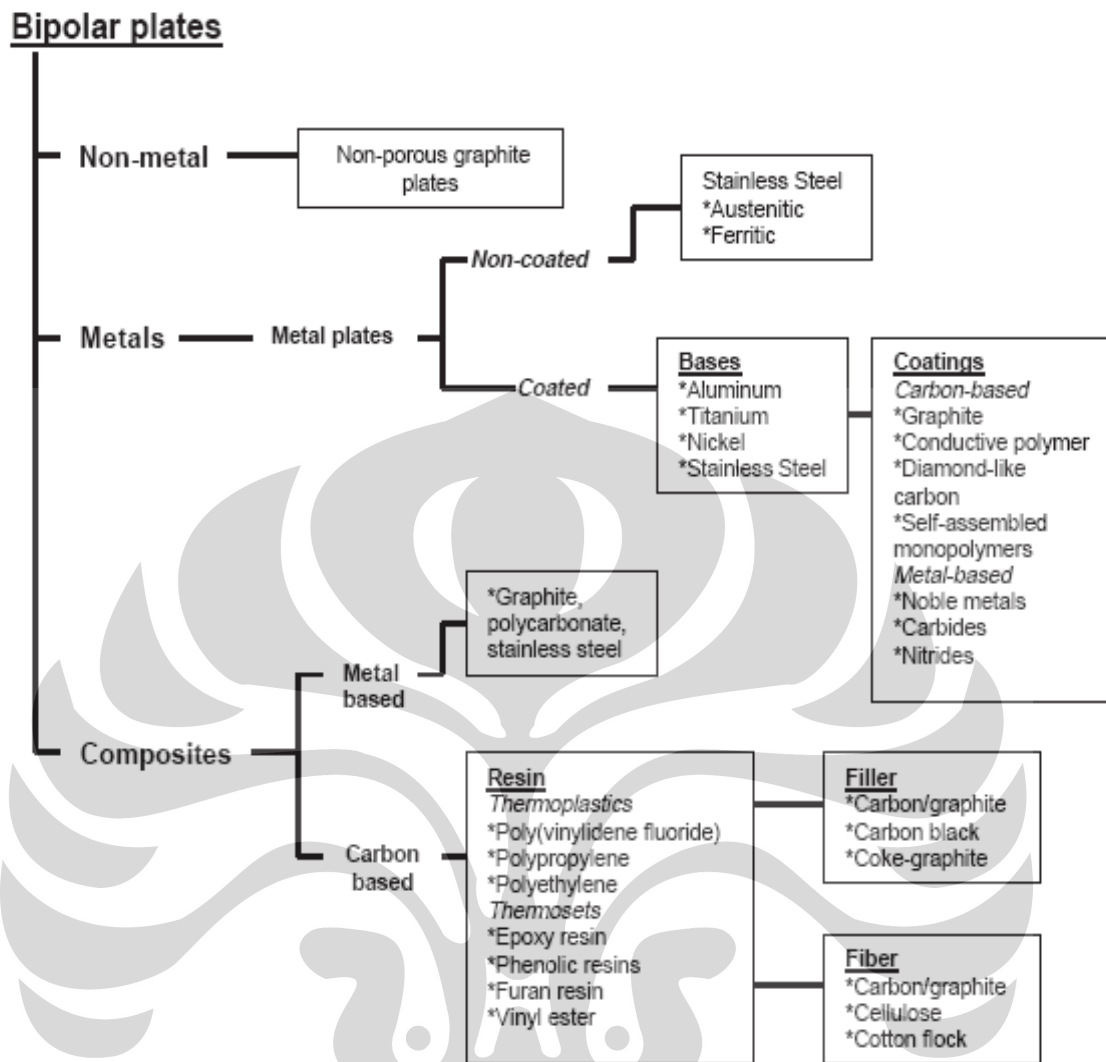 Bipolar plates
Non-metal
Non-porous graphite
plates
Stainless Steel
*Austenitic
*Ferritic
Non-coated
Metals
Metal plates
Coated
Bases
*Aluminum
*Titanium
*Nickel
*Stainless Steel
Coatings
Carbon-based
*Graphite
*Conductive polymer
*Diamond-like
carbon
*Self-assembled
monopolymers
Metal-based
*Noble metals
*Carbides
*Nitrides
*Graphite,
polycarbonate,
stainless steel
Metal
based
Composites
Carbon
based
Resin
Thermoplastics
*Poly(vinylidene fluoride)
*Polypropylene
*Polyethylene
Thermosets
*Epoxy resin
*Phenolic resins
*Furan resin
*Vinyl ester
Filler
*Carbon/graphite
*Carbon black
*Coke-graphite
Fiber
*Carbon/graphite
*Cellulose
*Cotton flock